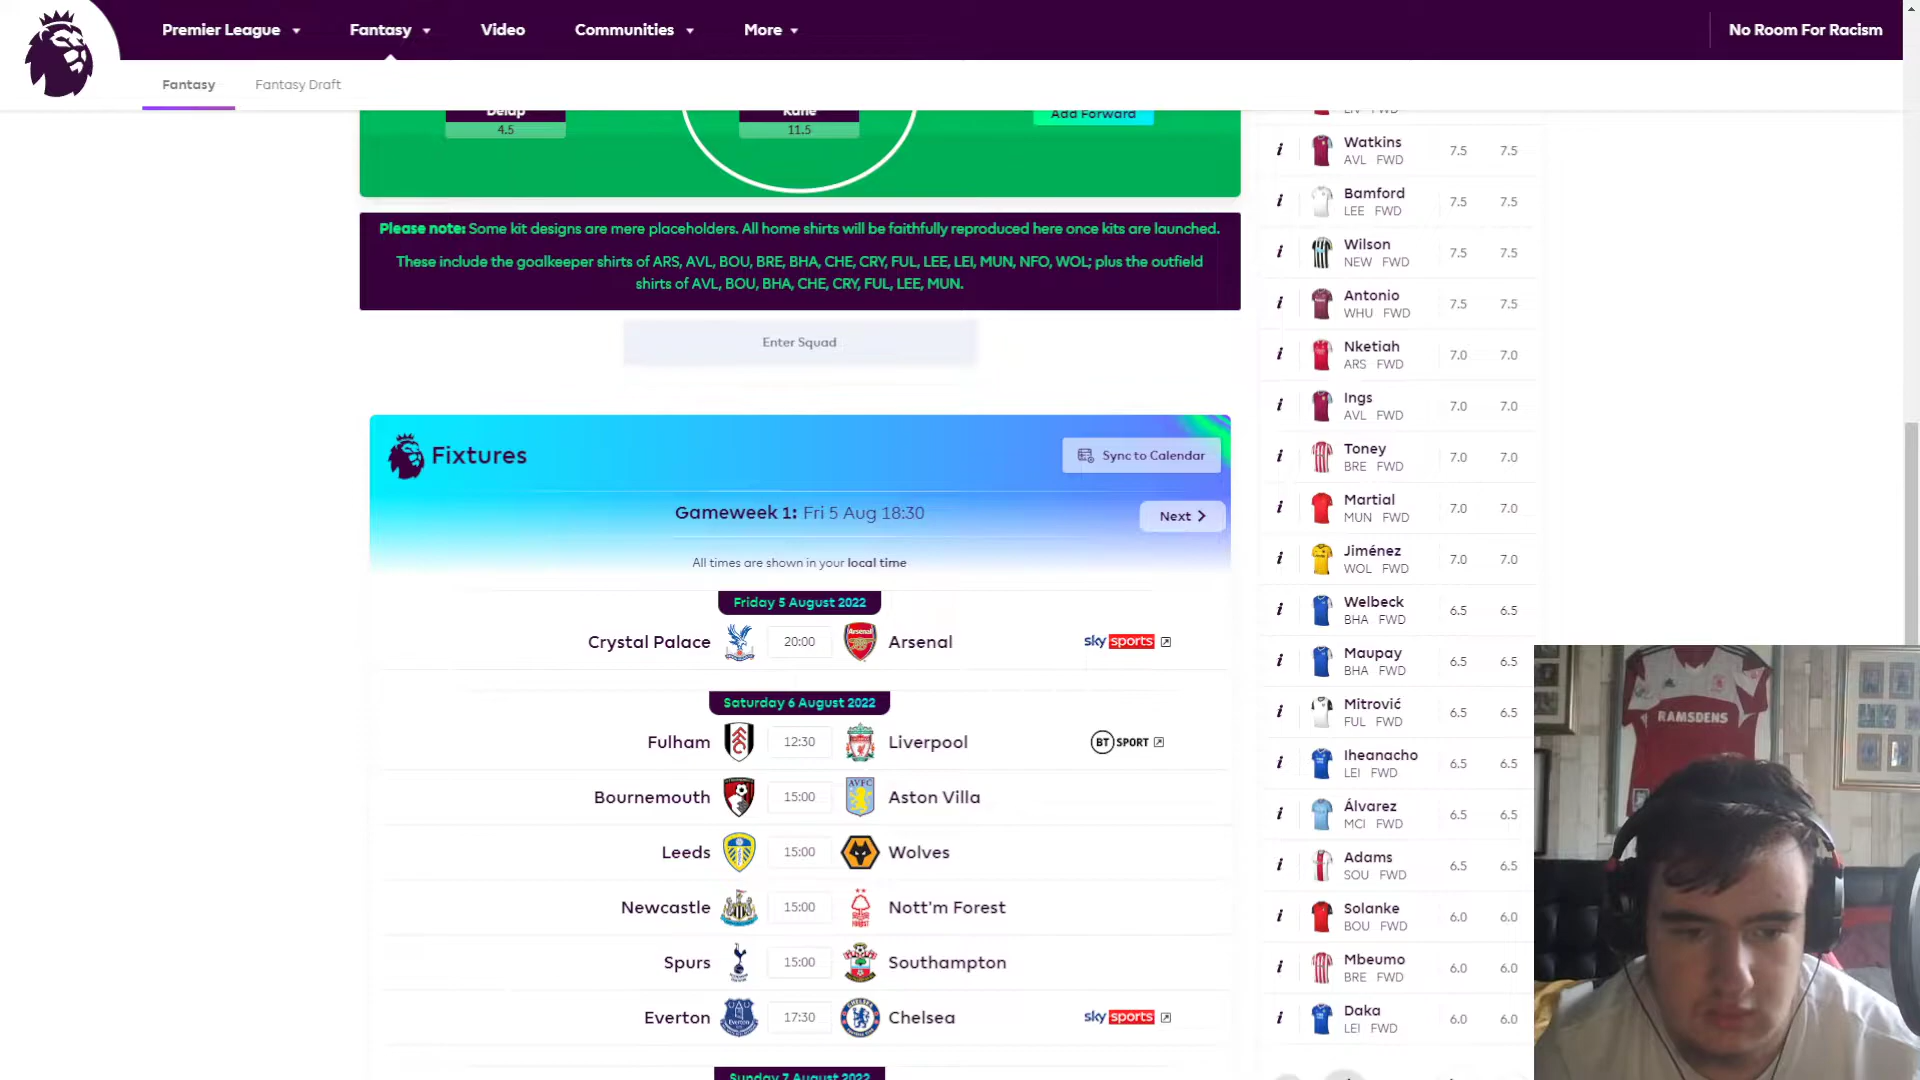 Premier League
Fantasy
Video
Communities
More
No Room For Racism
Fantasy
Fantasy Draft
Delap
4.5
Kane
11.5
Add Forward
Please note: Some kit designs are mere placeholders. All home shirts will be faithfully reproduced here once kits are launched.
These include the goalkeeper shirts of ARS, AVL, BOU, BRE, BHA, CHE, CRY, FUL, LEE, LEI, MUN, NFO, WOL; plus the outfield
shirts of AVL, BOU, BHA, CHE, CRY, FUL, LEE, MUN.
Enter Squad
Fixtures
Sync to Calendar
Gameweek 1: Fri 5 Aug 18:30
Next
All times are shown in your local time
Friday 5 August 2022
Crystal Palace 20:00 Arsenal sky sports
Saturday 6 August 2022
Fulham 12:30 Liverpool BT SPORT
Bournemouth 15:00 Aston Villa
Leeds 15:00 Wolves
Newcastle 15:00 Nott'm Forest
Spurs 15:00 Southampton
Everton 17:30 Chelsea sky sports
Sunday 7 August 2022
FWD
i Watkins 7.5 7.5
AVL FWD
i Bamford 7.5 7.5
LEE FWD
i Wilson 7.5 7.5
NEW FWD
i Antonio 7.5 7.5
WHU FWD
i Nketiah 7.0 7.0
ARS FWD
i Ings 7.0 7.0
AVL FWD
i Toney 7.0 7.0
BRE FWD
i Martial 7.0 7.0
MUN FWD
i Jiménez 7.0 7.0
WOL FWD
i Welbeck 6.5 6.5
BHA FWD
i Maupay 6.5 6.5
BHA FWD
i Mitrović 6.5 6.5
FUL FWD
i Iheanacho 6.5 6.5
LEI FWD
i Álvarez 6.5 6.5
MCI FWD
i Adams 6.5 6.5
SOU FWD
i Solanke 6.0 6.0
BOU FWD
i Mbeumo 6.0 6.0
BRE FWD
i Daka 6.0 6.0
LEI FWD
RAMSDENS